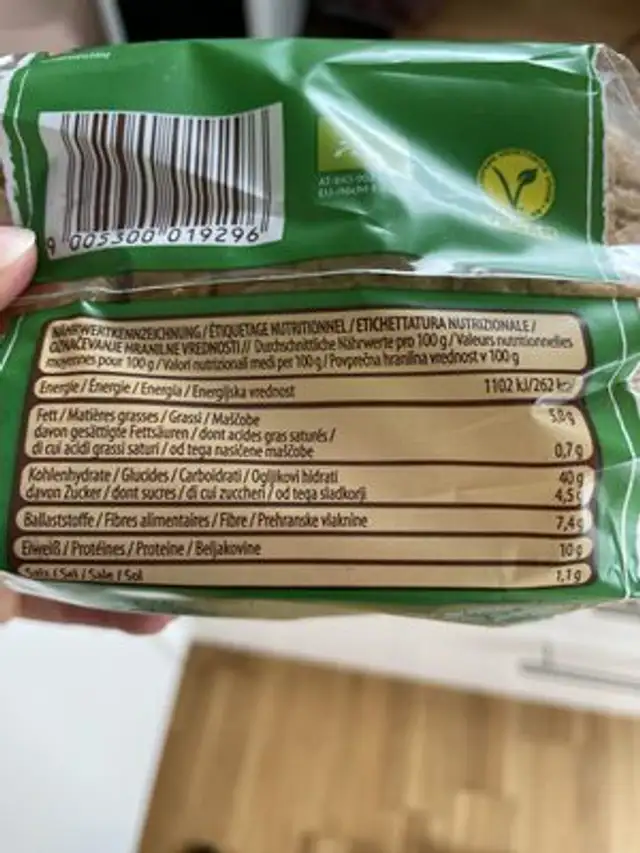 9 005300 019296
NÄHRWERTKENNZEICHNUNG / ÉTIQUETAGE NUTRITIONNEL / ETICHETTATURA NUTRIZIONALE /
OZNAČEVANJE HRANILNE VREDNOSTI // Durchschnittliche Nährwerte pro 100 g / Valeurs nutritionnelles
moyennes pour 100 g / Valori nutrizionali medi per 100 g / Povprečna hranilna vrednost v 100 g
Energie / Énergie / Energia / Energijska vrednost 1102 kJ/262
Fett / Matières grasses / Grassi / Maščobe 5,0 g
davon gesättigte Fettsäuren / dont acides gras saturés /
di cui acidi grassi saturi / od tega nasičene maščobe 0,7 g
Kohlenhydrate / Glucides / Carboidrati / Ogljikovi hidrati 40 g
davon Zucker / dont sucres / di cui zuccheri / od tega sladkorji 4,5 g
Ballaststoffe / Fibres alimentaires / Fibre / Prehranske vlaknine 7,4 g
Eiweiß / Protéines / Proteine / Beljakovine 10 g
Salz / Sel / Sale / Sol 1,1 g